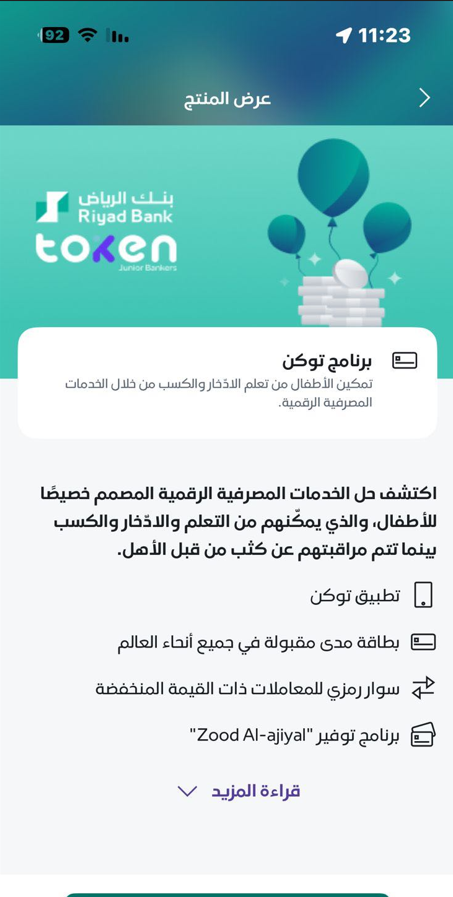 11:23
92
عرض المنتج
بنك الرياض
Riyad Bank
token
Junior Bankers
برنامج توكن
تمكين الأطفال من تعلم الادّخار والكسب من خلال الخدمات
المصرفية الرقمية.
اكتشف حل الخدمات المصرفية الرقمية المصمم خصيصًا
للأطفال، والذي يمكّنهم من التعلم والادّخار والكسب
بينما تتم مراقبتهم عن كثب من قبل الأهل.
تطبيق توكن
بطاقة مدى مقبولة في جميع أنحاء العالم
سوار رمزي للمعاملات ذات القيمة المنخفضة
برنامج توفير "Zood Al-ajiyal"
قراءة المزيد